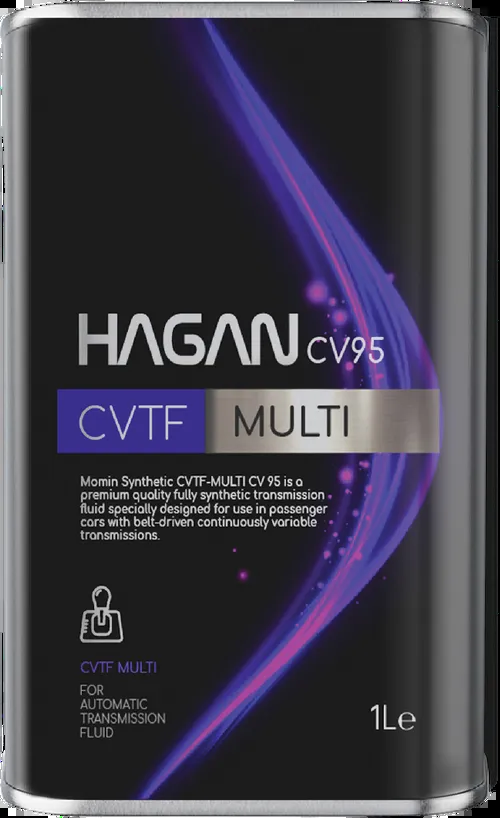 HAGAN CV95
CVTF MULTI
Momin Synthetic CVTF-MULTI CV 95 is a
premium quality fully synthetic transmission
fluid specially designed for use in passenger
cars with belt-driven continuously variable
transmissions.
CVTF MULTI
FOR
AUTOMATIC
TRANSMISSION
FLUID
1Le